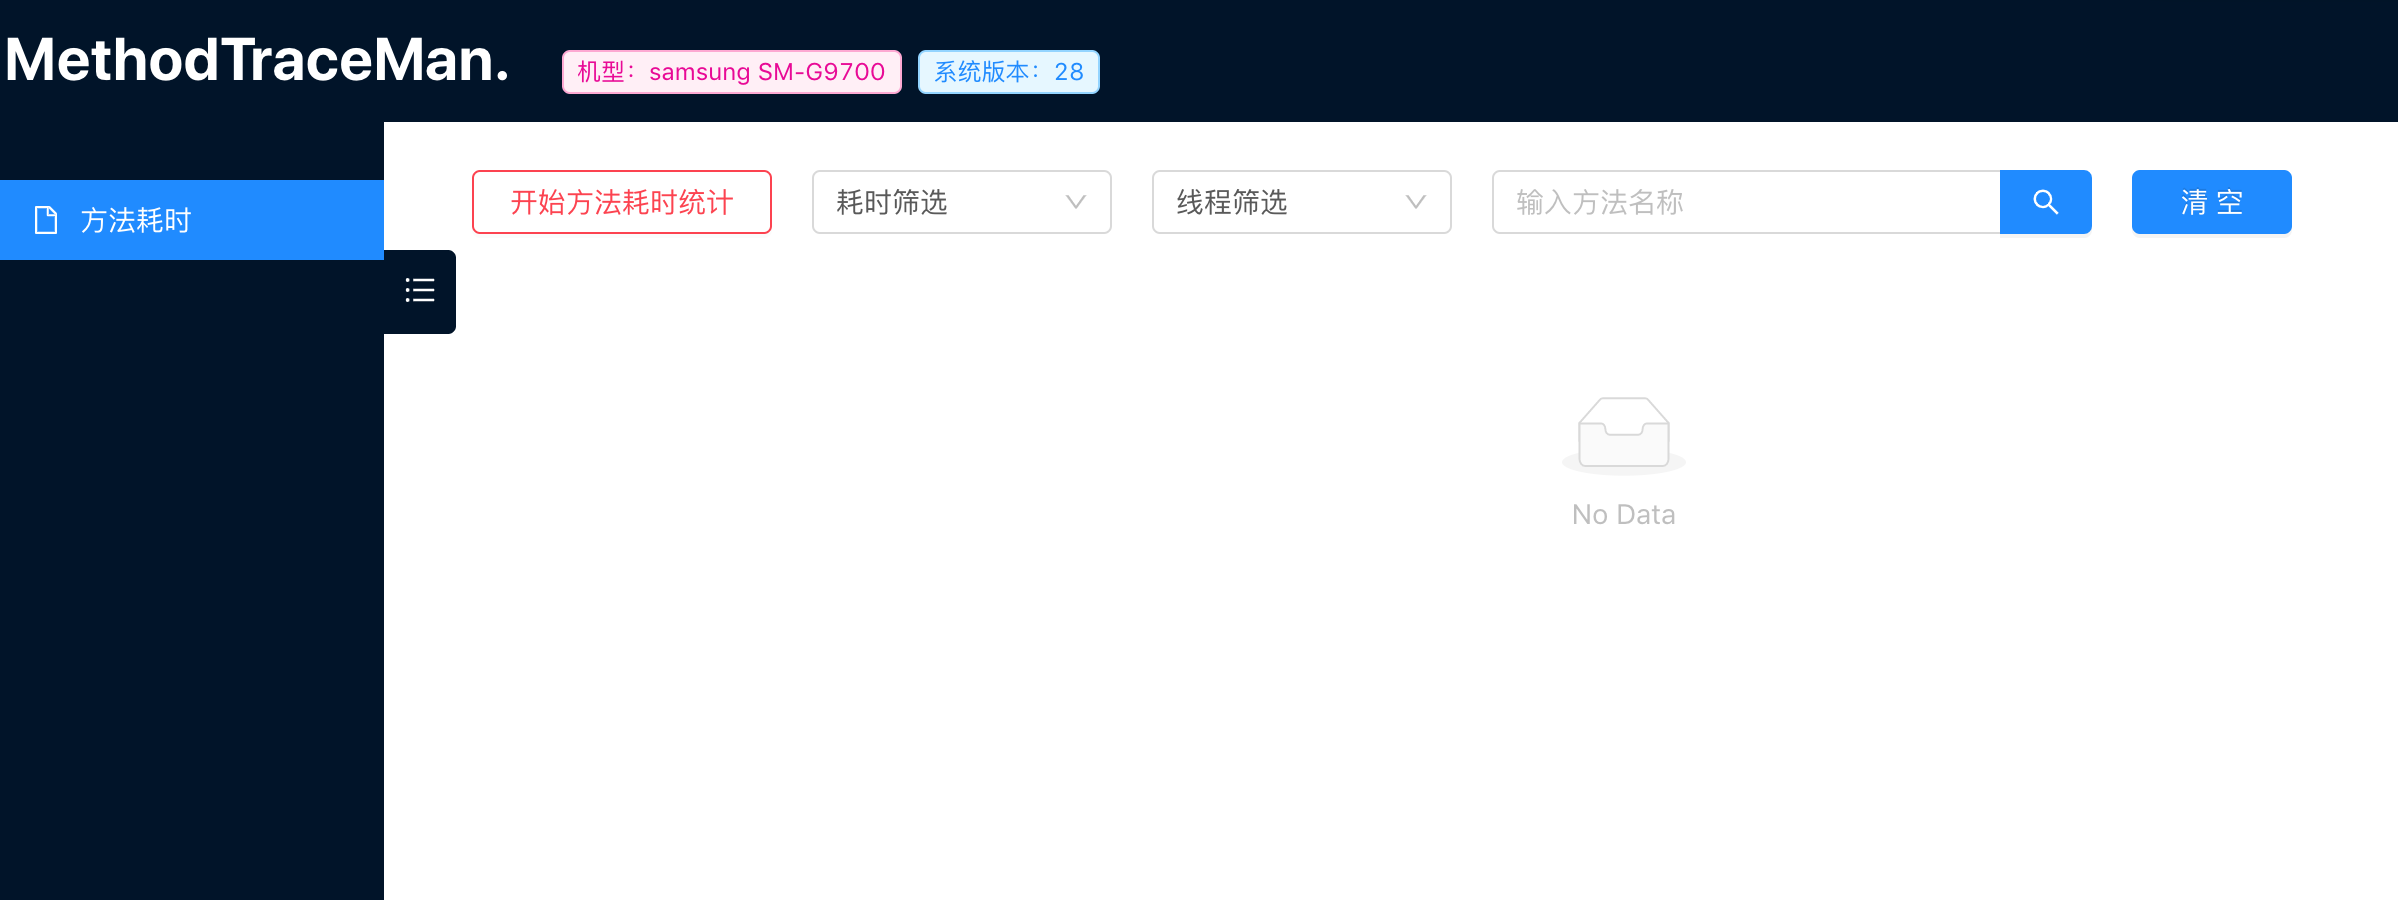 MethodTraceMan.
机型：samsung SM-G9700
系统版本：28
方法耗时
开始方法耗时统计
耗时筛选
线程筛选
输入方法名称
清 空
No Data